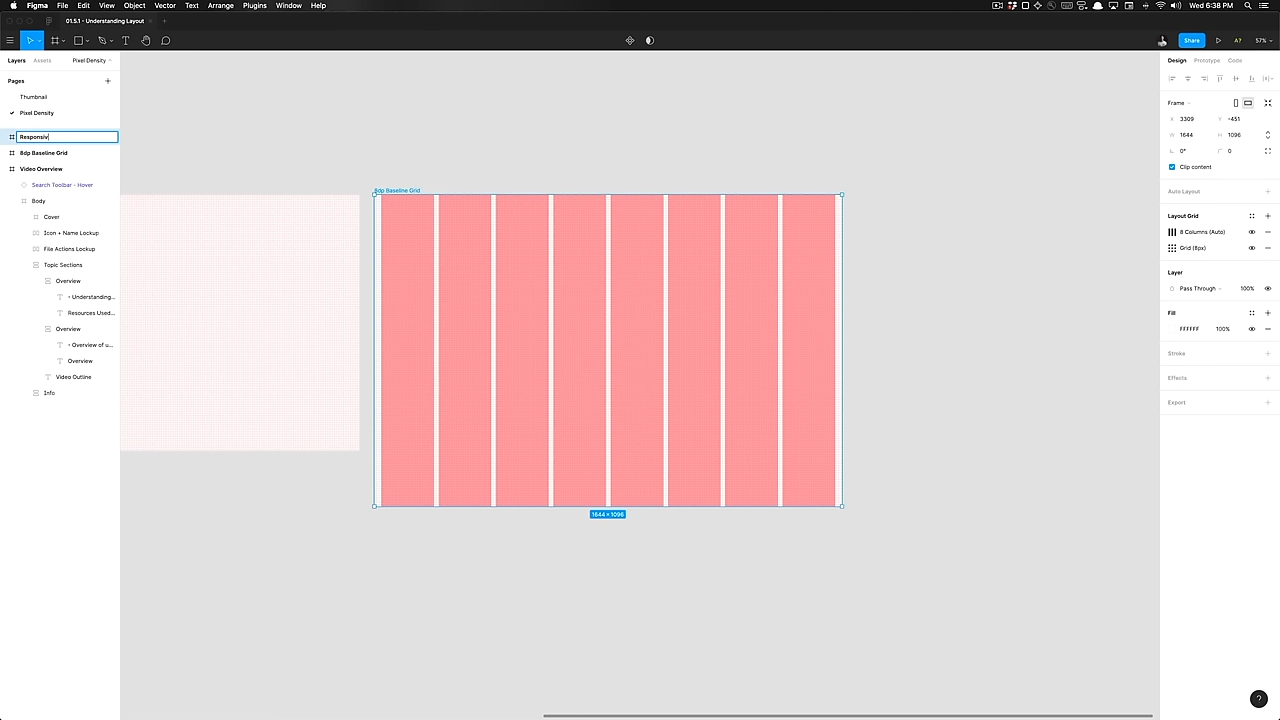 Figma File Edit View Object Vector Text Arrange Plugins Window Help Wed 6:38 PM
01.5.1 - Understanding Layout
Share A? 57%
Layers Assets Pixel Density
Pages
Thumbnail
Pixel Density
Responsiv
8dp Baseline Grid
Video Overview
Search Toolbar - Hover
Body
Cover
Icon + Name Lockup
File Actions Lockup
Topic Sections
Overview
• Understanding...
Resources Used...
Overview
• Overview of u...
Overview
Video Outline
Info
8dp Baseline Grid
1644 × 1096
Design Prototype Code
Frame
X 3309 Y -451
W 1644 H 1096
0° 0
Clip content
Auto Layout
Layout Grid
8 Columns (Auto)
Grid (8px)
Layer
Pass Through 100%
Fill
FFFFFF 100%
Stroke
Effects
Export
?